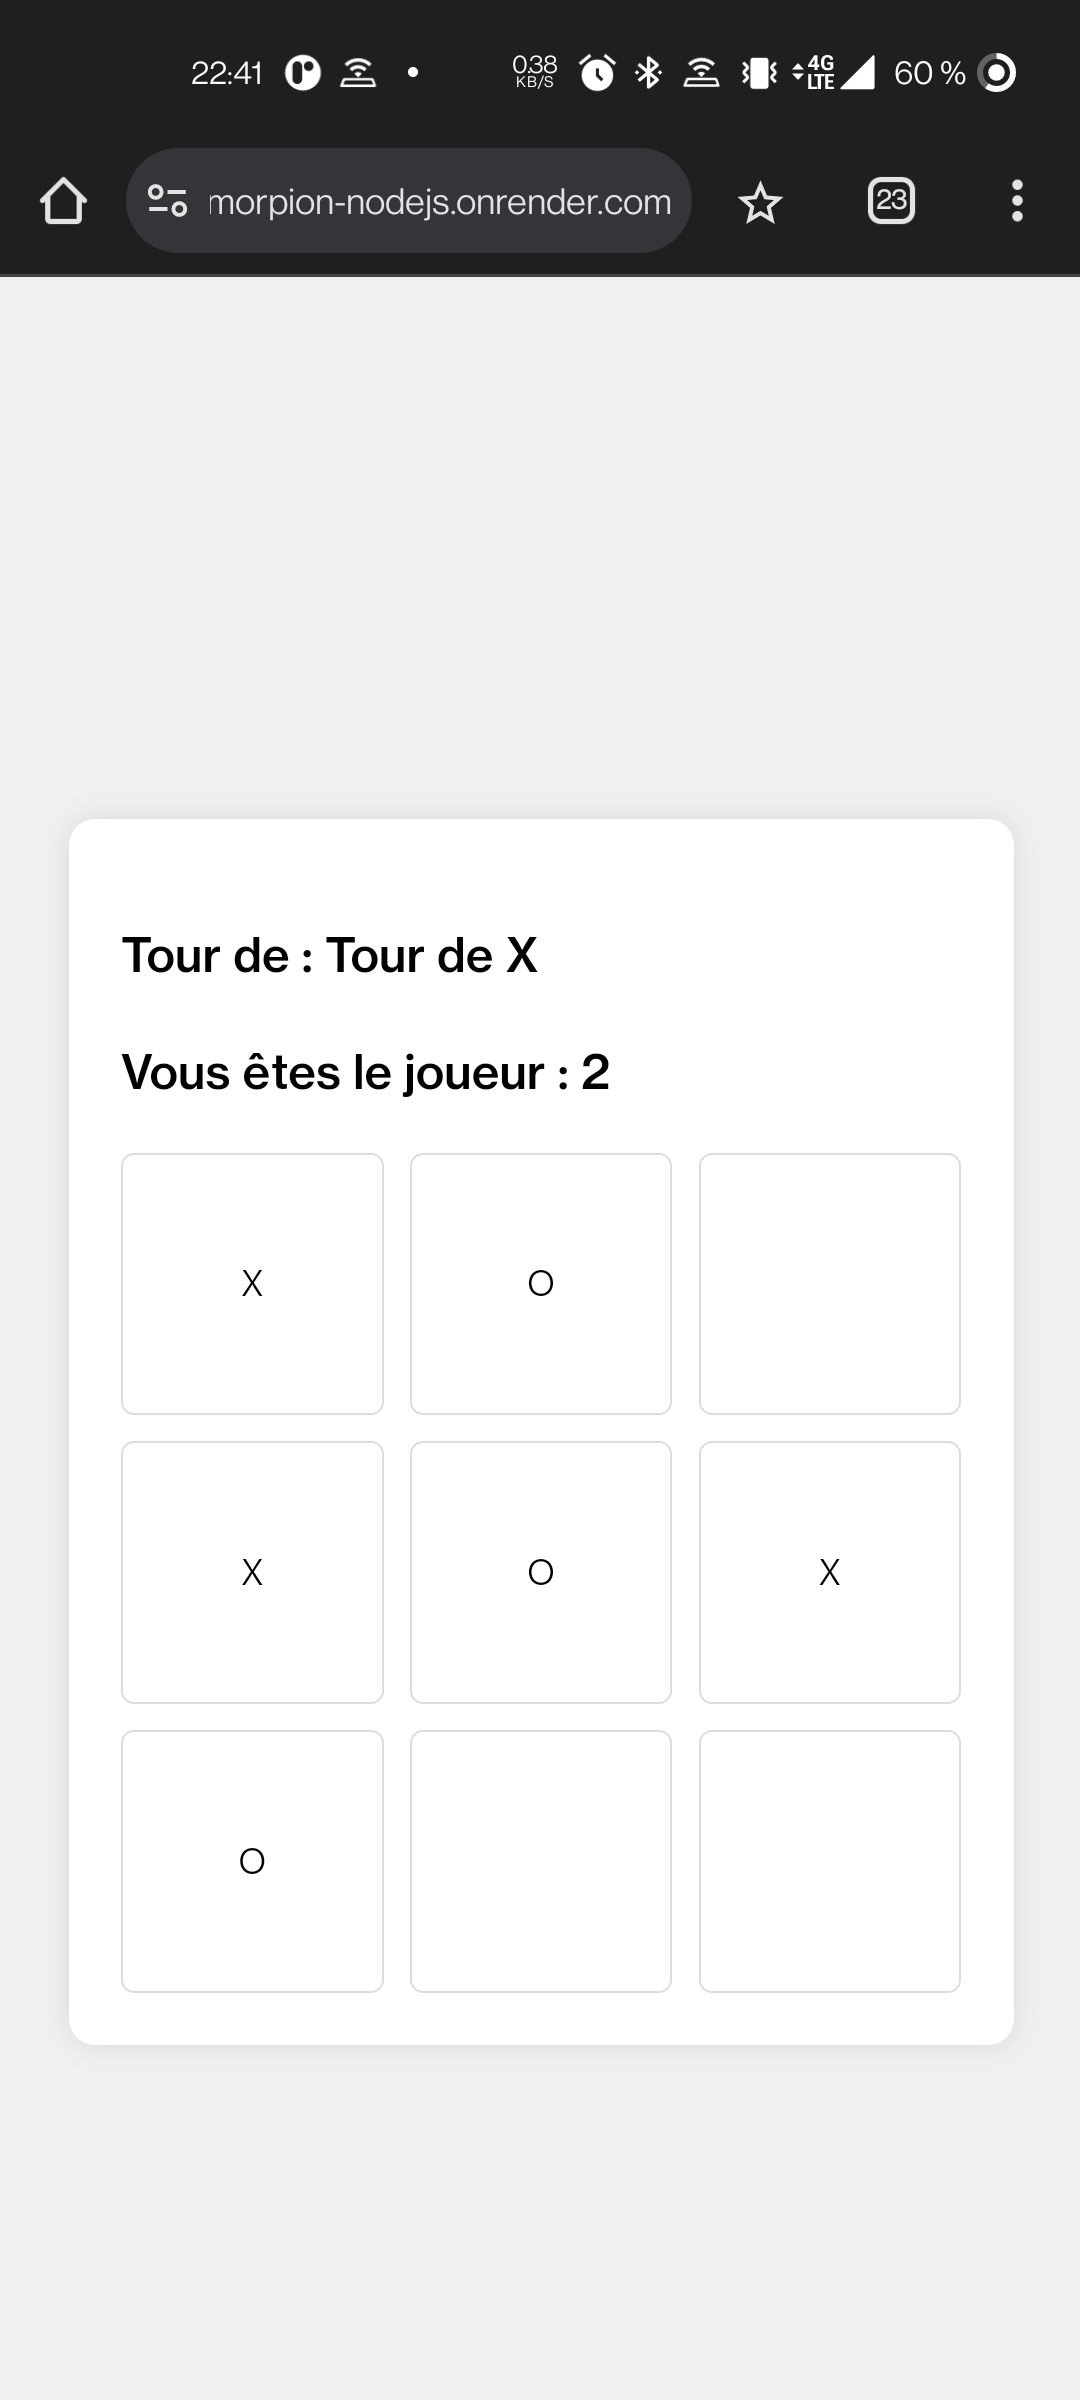 22:41 0.38 KB/S 4G LTE 60 %
morpion-nodejs.onrender.com 23
Tour de : Tour de X
Vous êtes le joueur : 2
X O
X O X
O